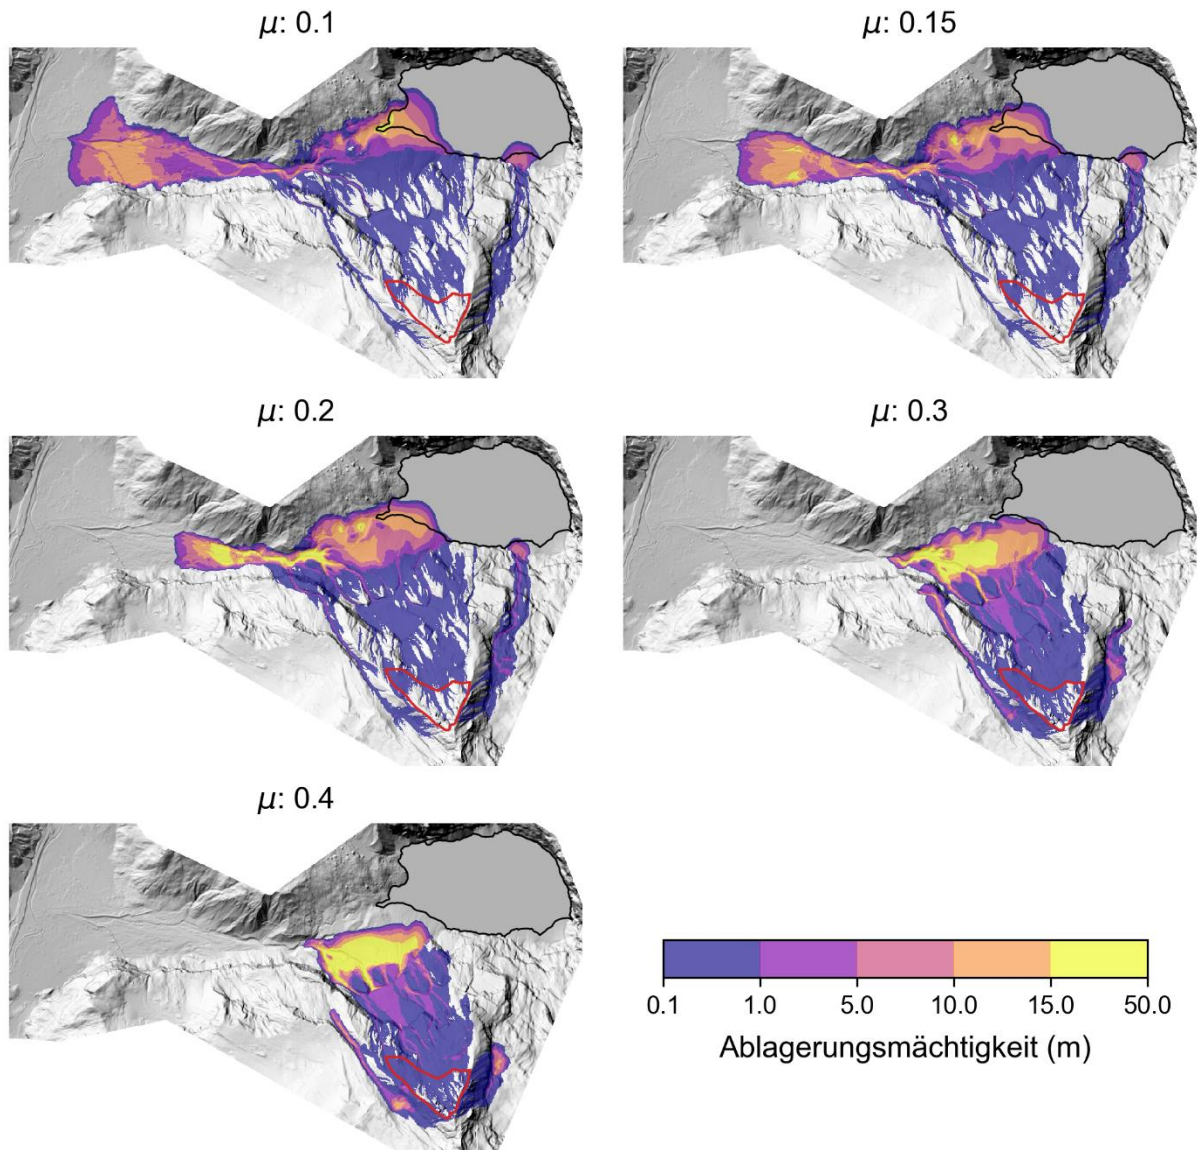 μ: 0.1
μ: 0.15
μ: 0.2
μ: 0.3
μ: 0.4
0.1 1.0 5.0 10.0 15.0 50.0
Ablagerungsmächtigkeit (m)